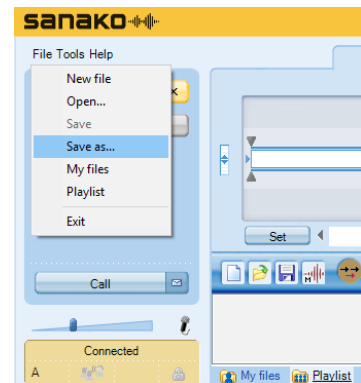 sanako
File Tools Help
New file
Open...
Save
Save as...
My files
Playlist
Exit
Set
Call
Connected
A
My files Playlist